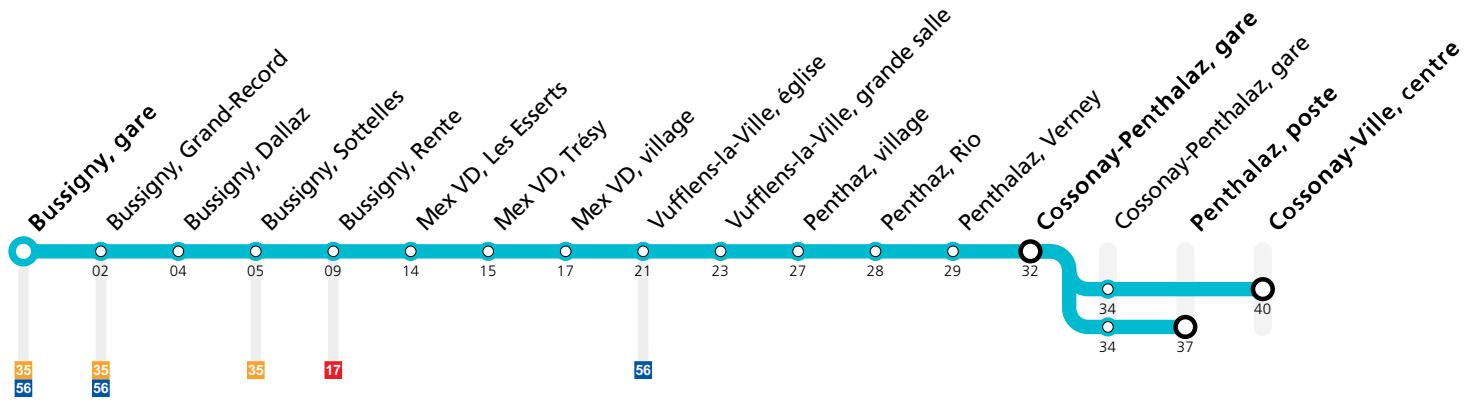 Bussigny, gare
Bussigny, Grand-Record
Bussigny, Dallaz
Bussigny, Sottelles
Bussigny, Rente
Mex VD, Les Esserts
Mex VD, Trésy
Mex VD, village
Vufflens-la-Ville, église
Vufflens-la-Ville, grande salle
Penthaz, village
Penthaz, Rio
Penthalaz, Verney
Cossonay-Penthalaz, gare
Cossonay-Penthalaz, gare
Penthalaz, poste
Cossonay-Ville, centre
02 04 05 09 14 15 17 21 23 27 28 29 32
34 40
34 37
35 35 35 17 56
56 56